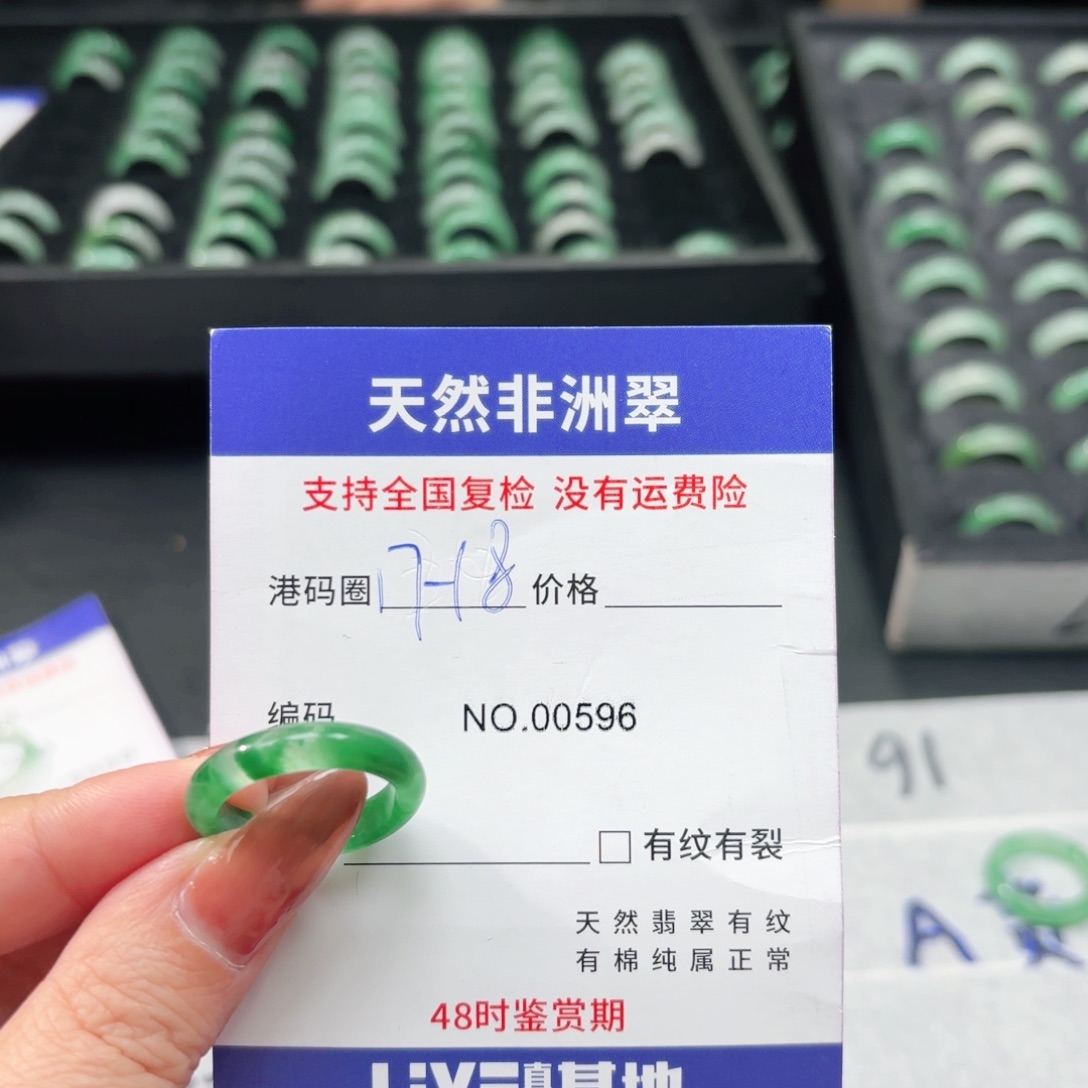 天然非洲翠
支持全国复检 没有运费险
港码圈 17-18 价格
编码 NO.00596
有纹有裂
天然翡翠有纹
有棉纯属正常
48时鉴赏期
91
A